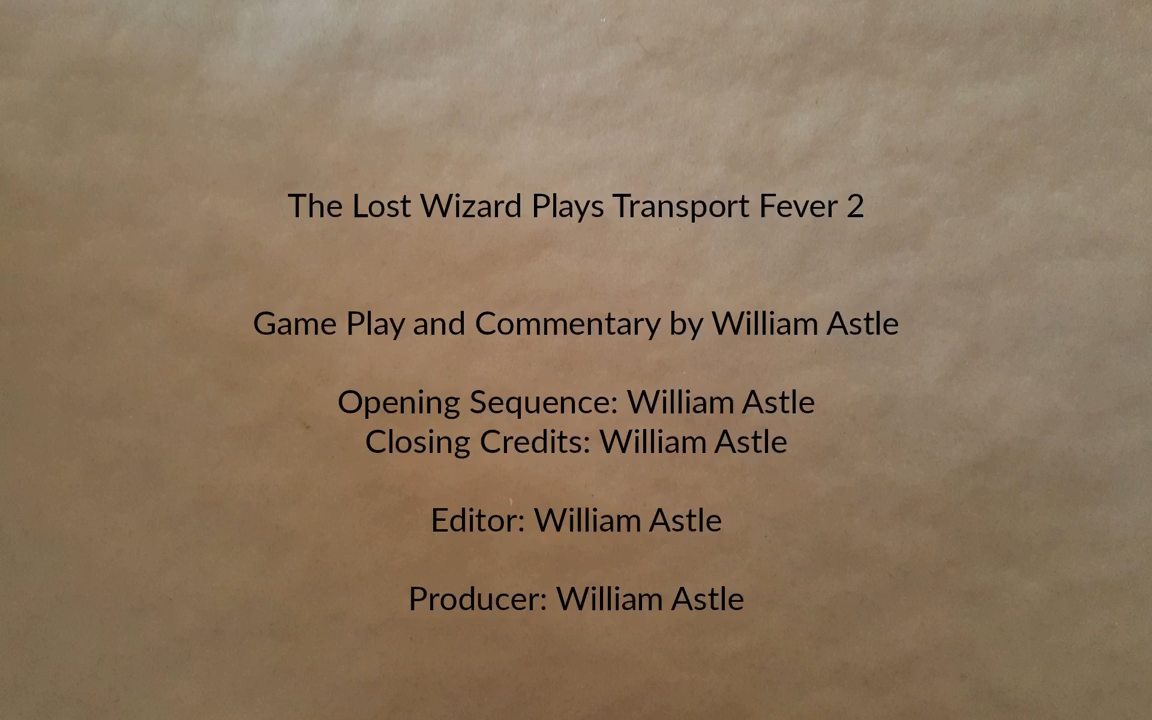 The Lost Wizard Plays Transport Fever 2
Game Play and Commentary by William Astle
Opening Sequence: William Astle
Closing Credits: William Astle
Editor: William Astle
Producer: William Astle